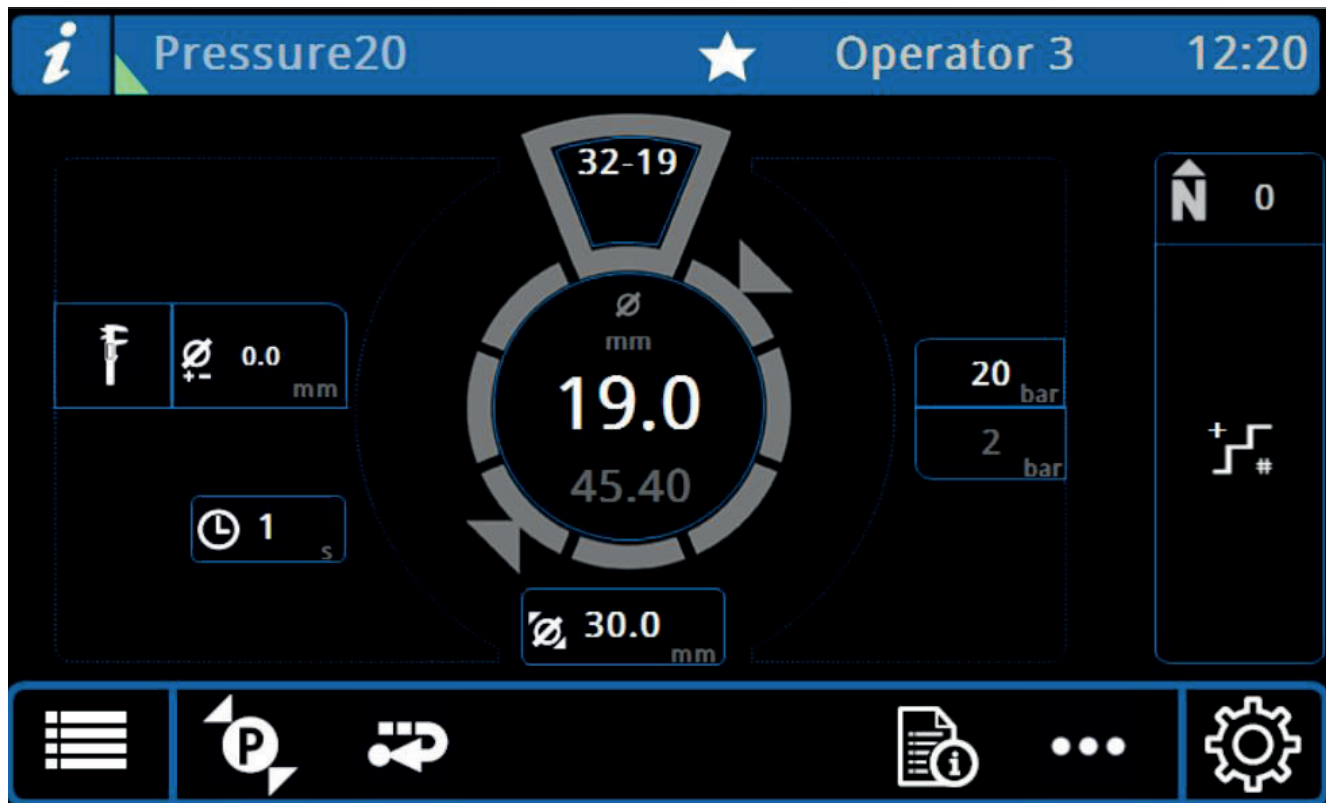 i Pressure20 Operator 3 12:20
32-19
N 0
Ø
mm
Ø 0.0 mm
+-
19.0
20 bar
45.40
2 bar
+ #
1 s
Ø 30.0 mm
P i